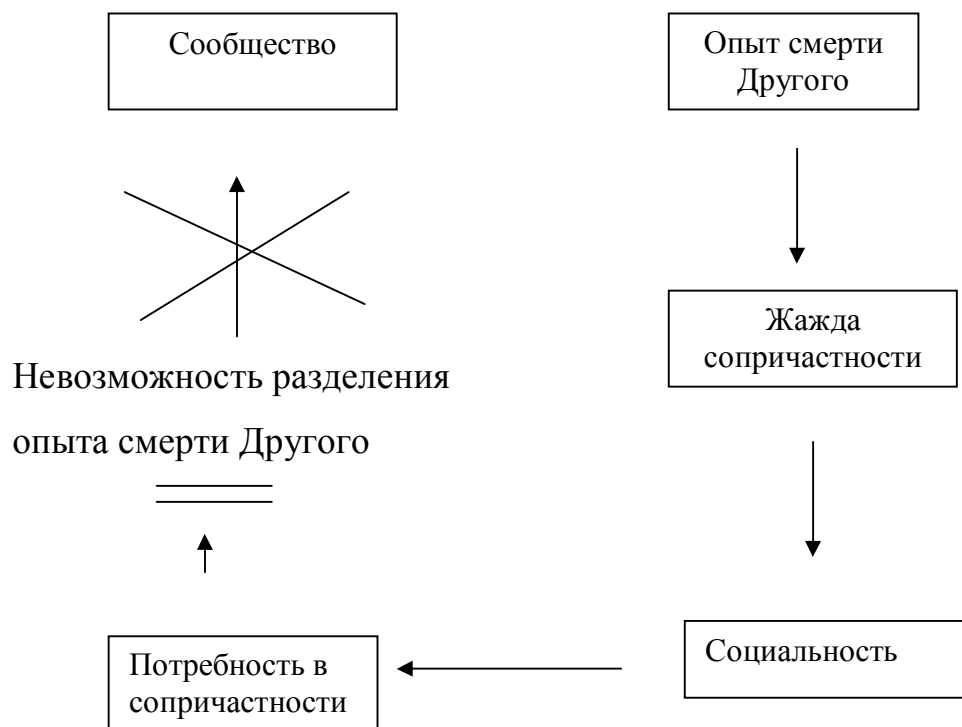 Сообщество
Опыт смерти
Другого
Жажда
сопричастности
Невозможность разделения
опыта смерти Другого
Потребность в
сопричастности
Социальность